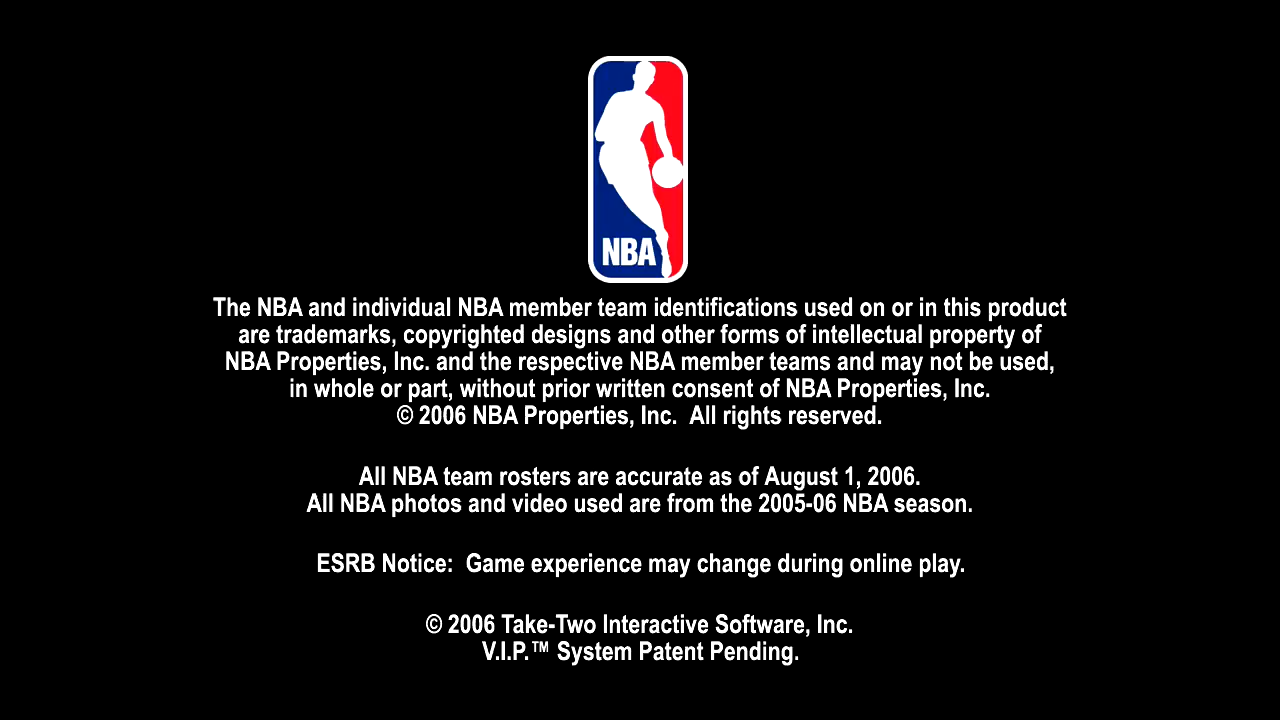 NBA
The NBA and individual NBA member team identifications used on or in this product
are trademarks, copyrighted designs and other forms of intellectual property of
NBA Properties, Inc. and the respective NBA member teams and may not be used,
in whole or part, without prior written consent of NBA Properties, Inc.
© 2006 NBA Properties, Inc.  All rights reserved.
All NBA team rosters are accurate as of August 1, 2006.
All NBA photos and video used are from the 2005-06 NBA season.
ESRB Notice:  Game experience may change during online play.
© 2006 Take-Two Interactive Software, Inc.
V.I.P.™ System Patent Pending.